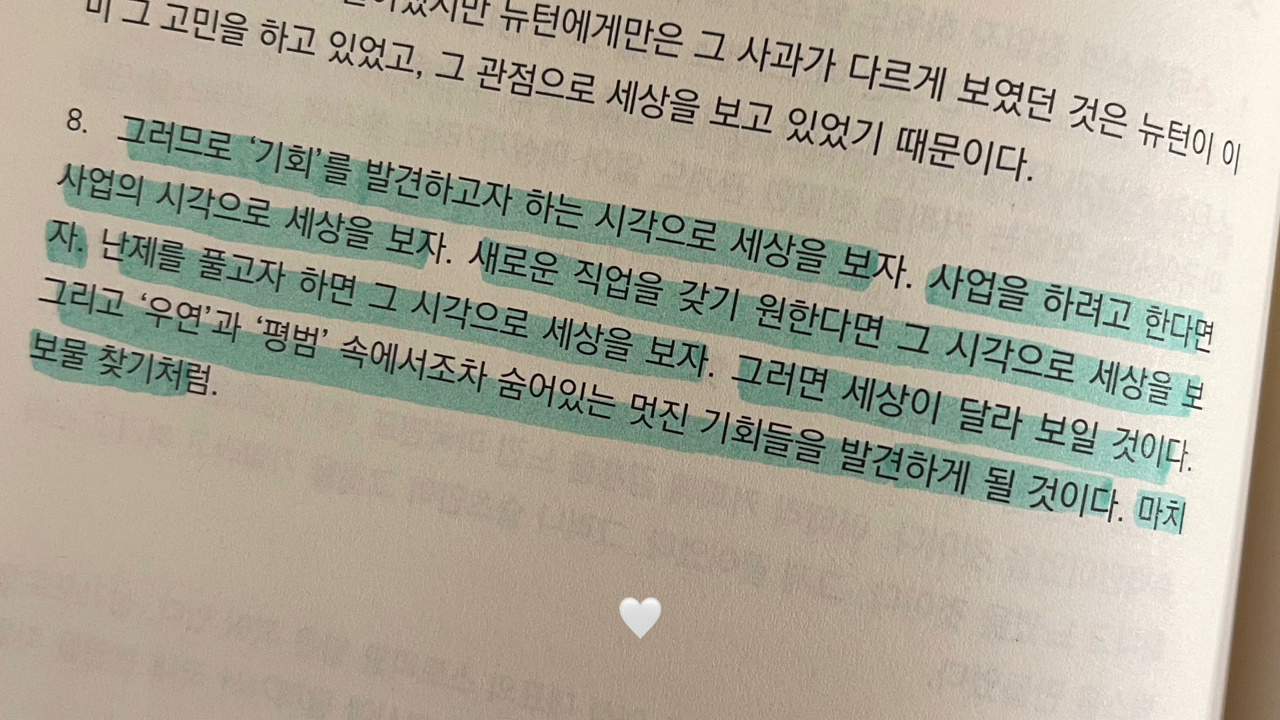 뉴턴에게만은 그 사과가 다르게 보였던 것은 뉴턴이 이
미 그 고민을 하고 있었고, 그 관점으로 세상을 보고 있었기 때문이다.
8. 그러므로 ‘기회’를 발견하고자 하는 시각으로 세상을 보자. 사업을 하려고 한다면
사업의 시각으로 세상을 보자. 새로운 직업을 갖기 원한다면 그 시각으로 세상을 보
자. 난제를 풀고자 하면 그 시각으로 세상을 보자. 그러면 세상이 달라 보일 것이다.
그리고 ‘우연’과 ‘평범’ 속에서조차 숨어있는 멋진 기회들을 발견하게 될 것이다. 마치
보물 찾기처럼.